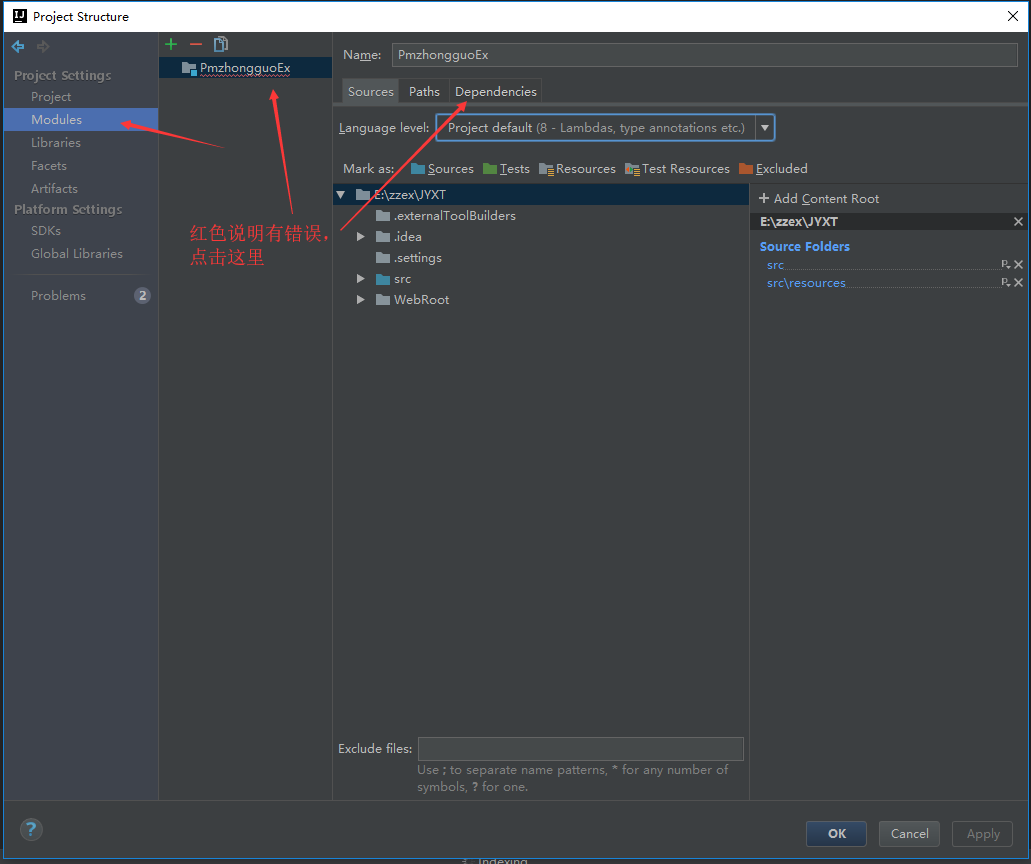 Project Structure
Project Settings
Project
Modules
Libraries
Facets
Artifacts
Platform Settings
SDKs
Global Libraries
Problems
2
PmzhongguoEx
Name:
PmzhongguoEx
Sources
Paths
Dependencies
Language level:
Project default (8 - Lambdas, type annotations etc.)
Mark as:
Sources
Tests
Resources
Test Resources
Excluded
E:\zzex\JYXT
.externalToolBuilders
.idea
.settings
src
WebRoot
红色说明有错误,
点击这里
Add Content Root
E:\zzex\JYXT
Source Folders
src
src\resources
Exclude files:
Use ; to separate name patterns, * for any number of
symbols, ? for one.
?
OK
Cancel
Apply
Indexing